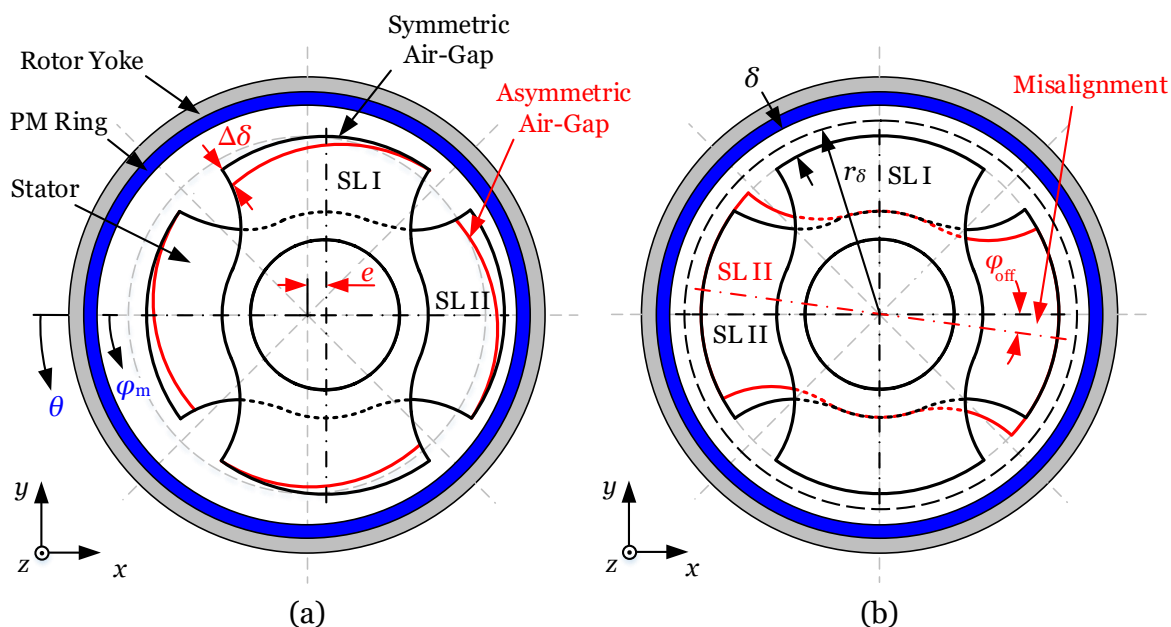 Symmetric
Air-Gap
Rotor Yoke
PM Ring
Asymmetric
Air-Gap
Δδ
Stator
SL I
e
SL II
θ
φm
y
z
x
(a)
δ
Misalignment
rδ
SL I
SL II
φoff
SL II
y
z
x
(b)